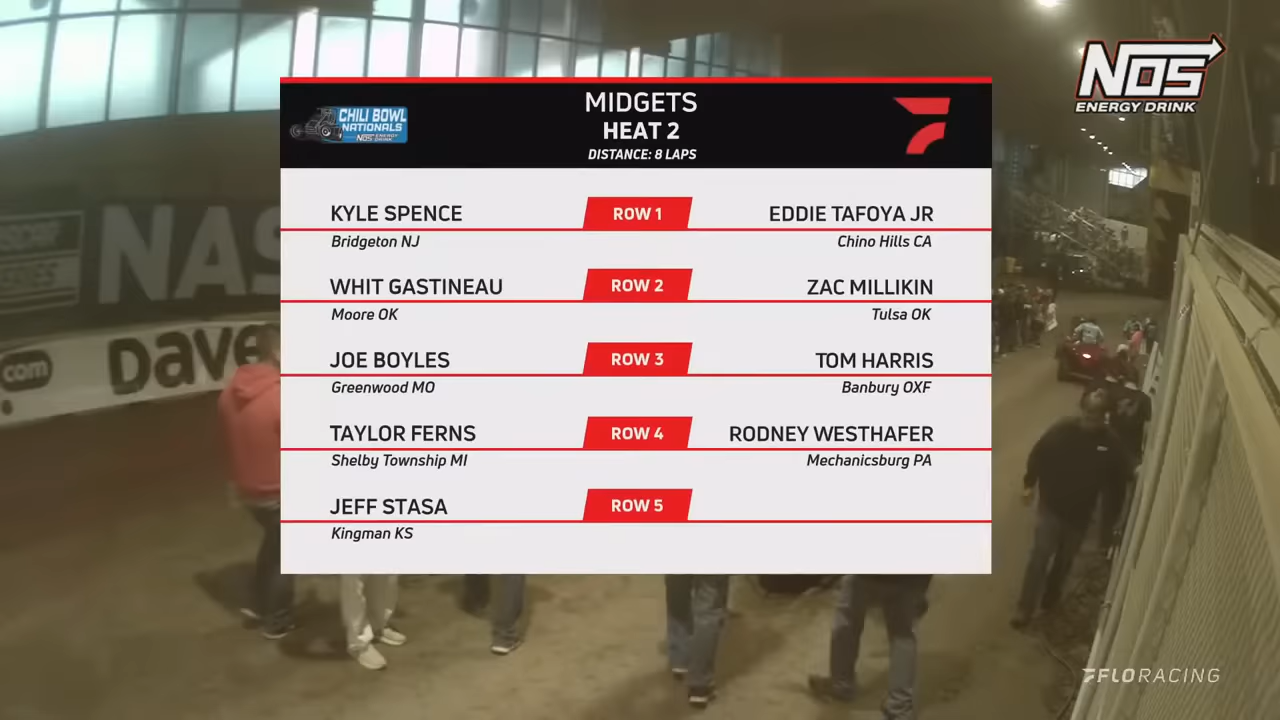 NOS
ENERGY DRINK
CHILI BOWL
NATIONALS
MIDGETS
HEAT 2
DISTANCE: 8 LAPS
KYLE SPENCE ROW 1 EDDIE TAFOYA JR
Bridgeton NJ Chino Hills CA
WHIT GASTINEAU ROW 2 ZAC MILLIKIN
Moore OK Tulsa OK
JOE BOYLES ROW 3 TOM HARRIS
Greenwood MO Banbury OXF
TAYLOR FERNS ROW 4 RODNEY WESTHAFER
Shelby Township MI Mechanicsburg PA
JEFF STASA ROW 5
Kingman KS
NAS
com Dave
FLORACING